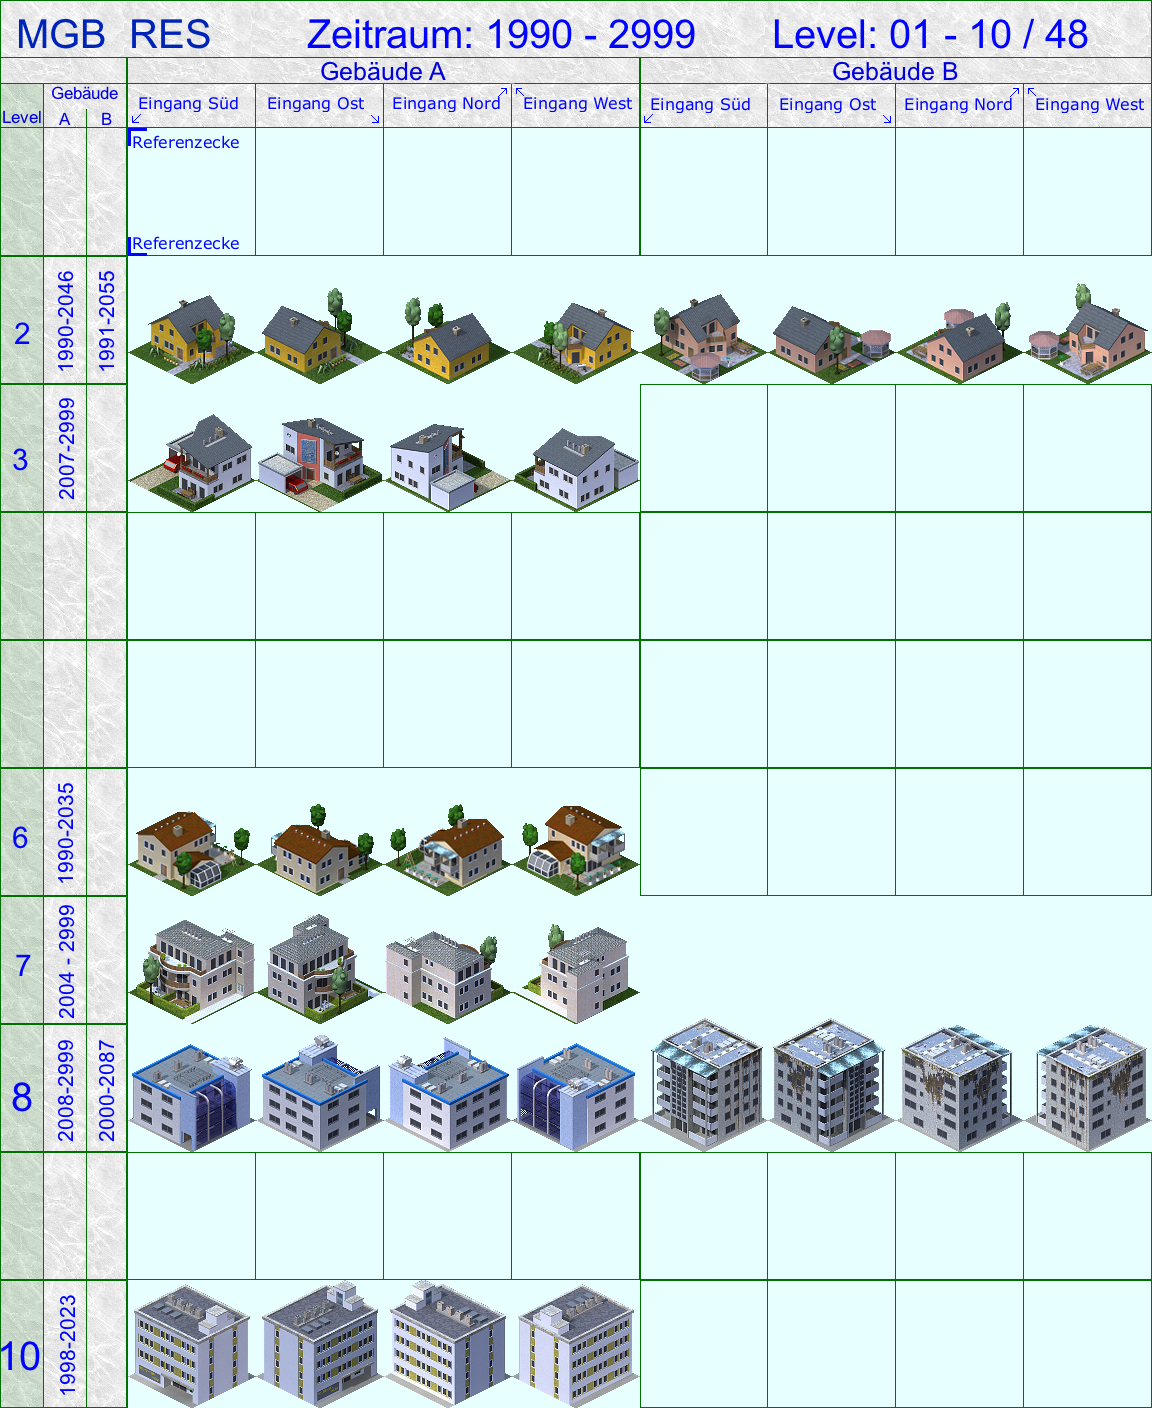 MGB RES Zeitraum: 1990 - 2999 Level: 01 - 10 / 48
Gebäude A Gebäude B
Level Gebäude A B Eingang Süd Eingang Ost Eingang Nord Eingang West Eingang Süd Eingang Ost Eingang Nord Eingang West
Referenzecke
Referenzecke
2 1990-2046 1991-2055
3 2007-2999
6 1990-2035
7 2004 - 2999
8 2008-2999 2000-2087
10 1998-2023